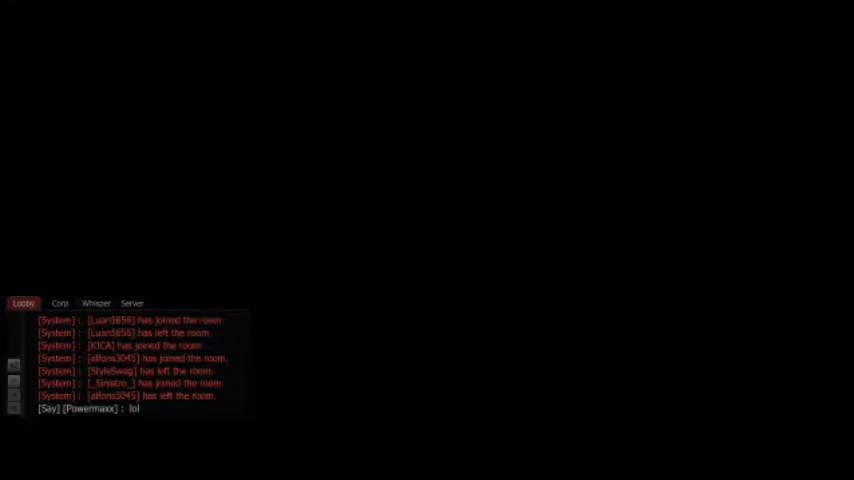 Lobby Corp Whisper Server
[System] : [Luan5656] has joined the room.
[System] : [Luan5656] has left the room.
[System] : [KICA] has joined the room.
[System] : [alfons3045] has joined the room.
[System] : [StyleSwag] has left the room.
[System] : [_Sinistro_] has joined the room.
[System] : [alfons3045] has left the room.
[Say] [Powermaxx] : lol